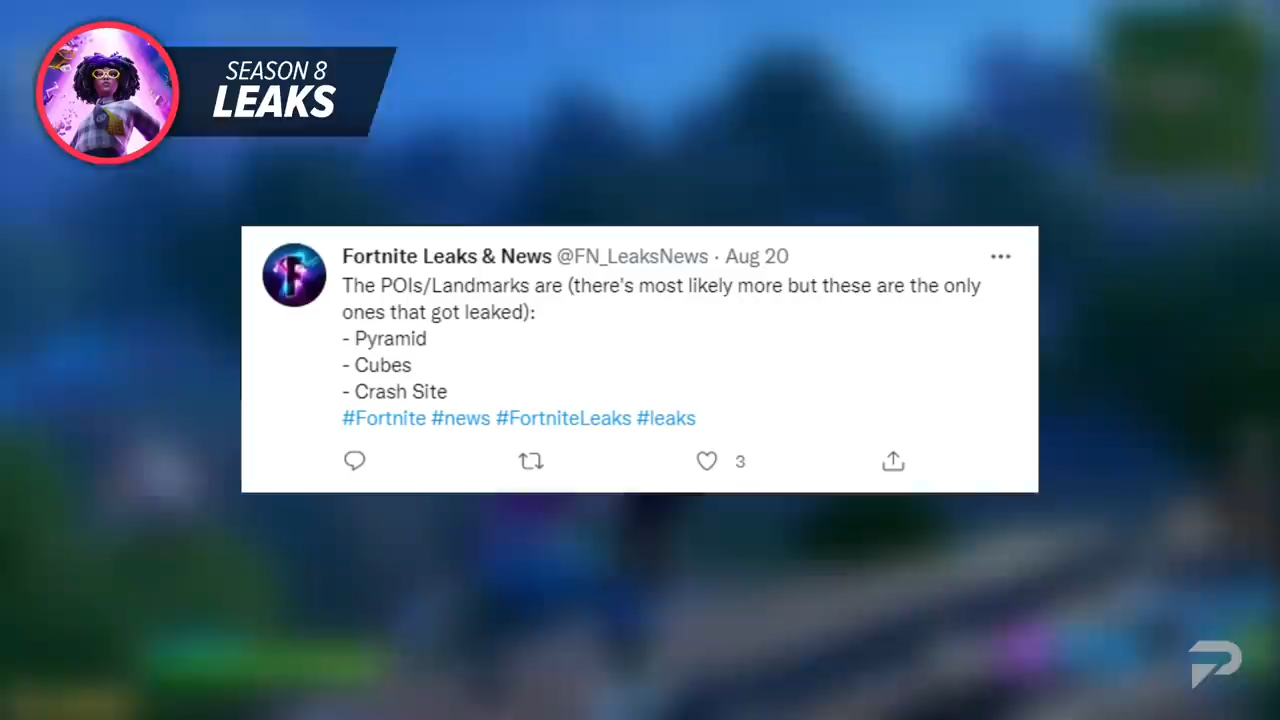 SEASON 8
LEAKS
Fortnite Leaks & News @FN_LeaksNews · Aug 20
The POIs/Landmarks are (there's most likely more but these are the only
ones that got leaked):
- Pyramid
- Cubes
- Crash Site
#Fortnite #news #FortniteLeaks #leaks
3